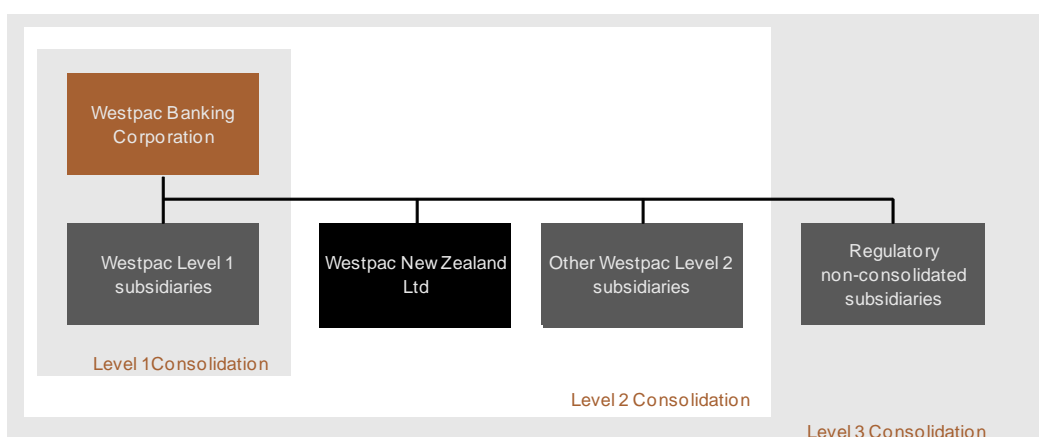 Westpac Banking
Corporation
Westpac Level 1
subsidiaries
Westpac New Zealand
Ltd
Other Westpac Level 2
subsidiaries
Regulatory
non-consolidated
subsidiaries
Level 1Consolidation
Level 2 Consolidation
Level 3 Consolidation